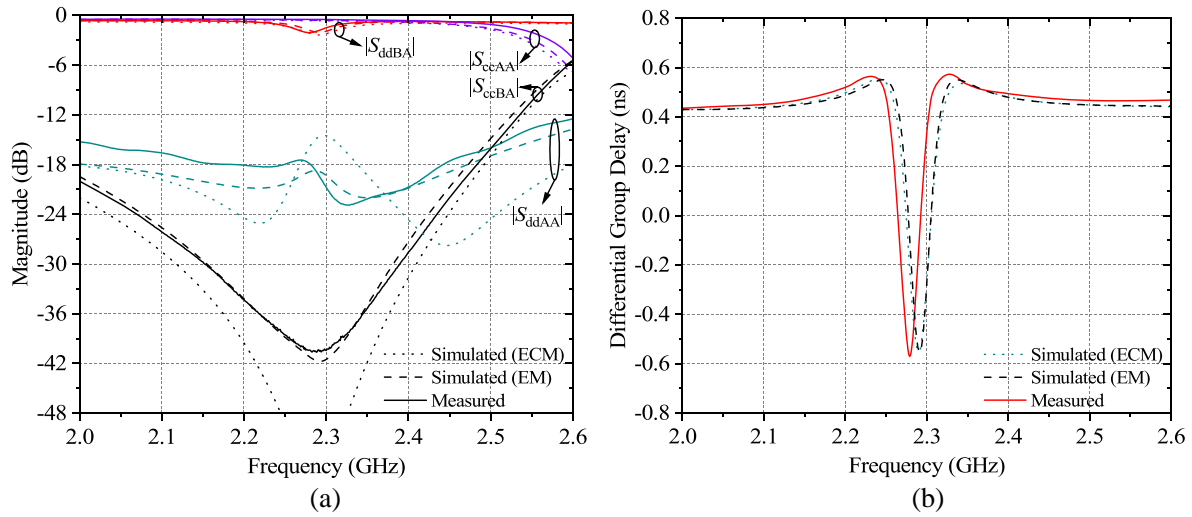 0
-6
-12
-18
-24
-30
-36
-42
-48
Magnitude (dB)
|SddBA|
|SccAA|
|SccBA|
|SddAA|
Simulated (ECM)
Simulated (EM)
Measured
2.0 2.1 2.2 2.3 2.4 2.5 2.6
Frequency (GHz)
(a)
0.8
0.6
0.4
0.2
0.0
-0.2
-0.4
-0.6
-0.8
Differential Group Delay (ns)
Simulated (ECM)
Simulated (EM)
Measured
2.0 2.1 2.2 2.3 2.4 2.5 2.6
Frequency (GHz)
(b)